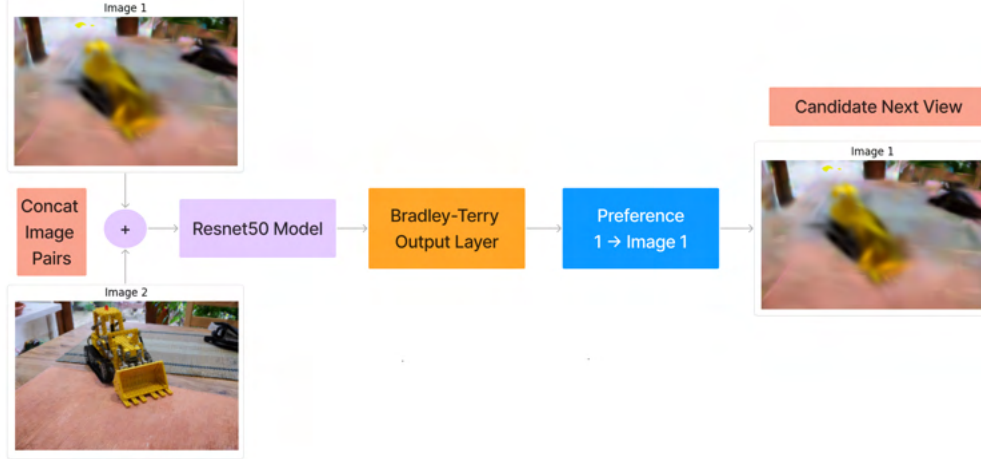 Image 1
Concat
Image
Pairs
+
Resnet50 Model
Bradley-Terry
Output Layer
Preference
1 → Image 1
Candidate Next View
Image 1
Image 2